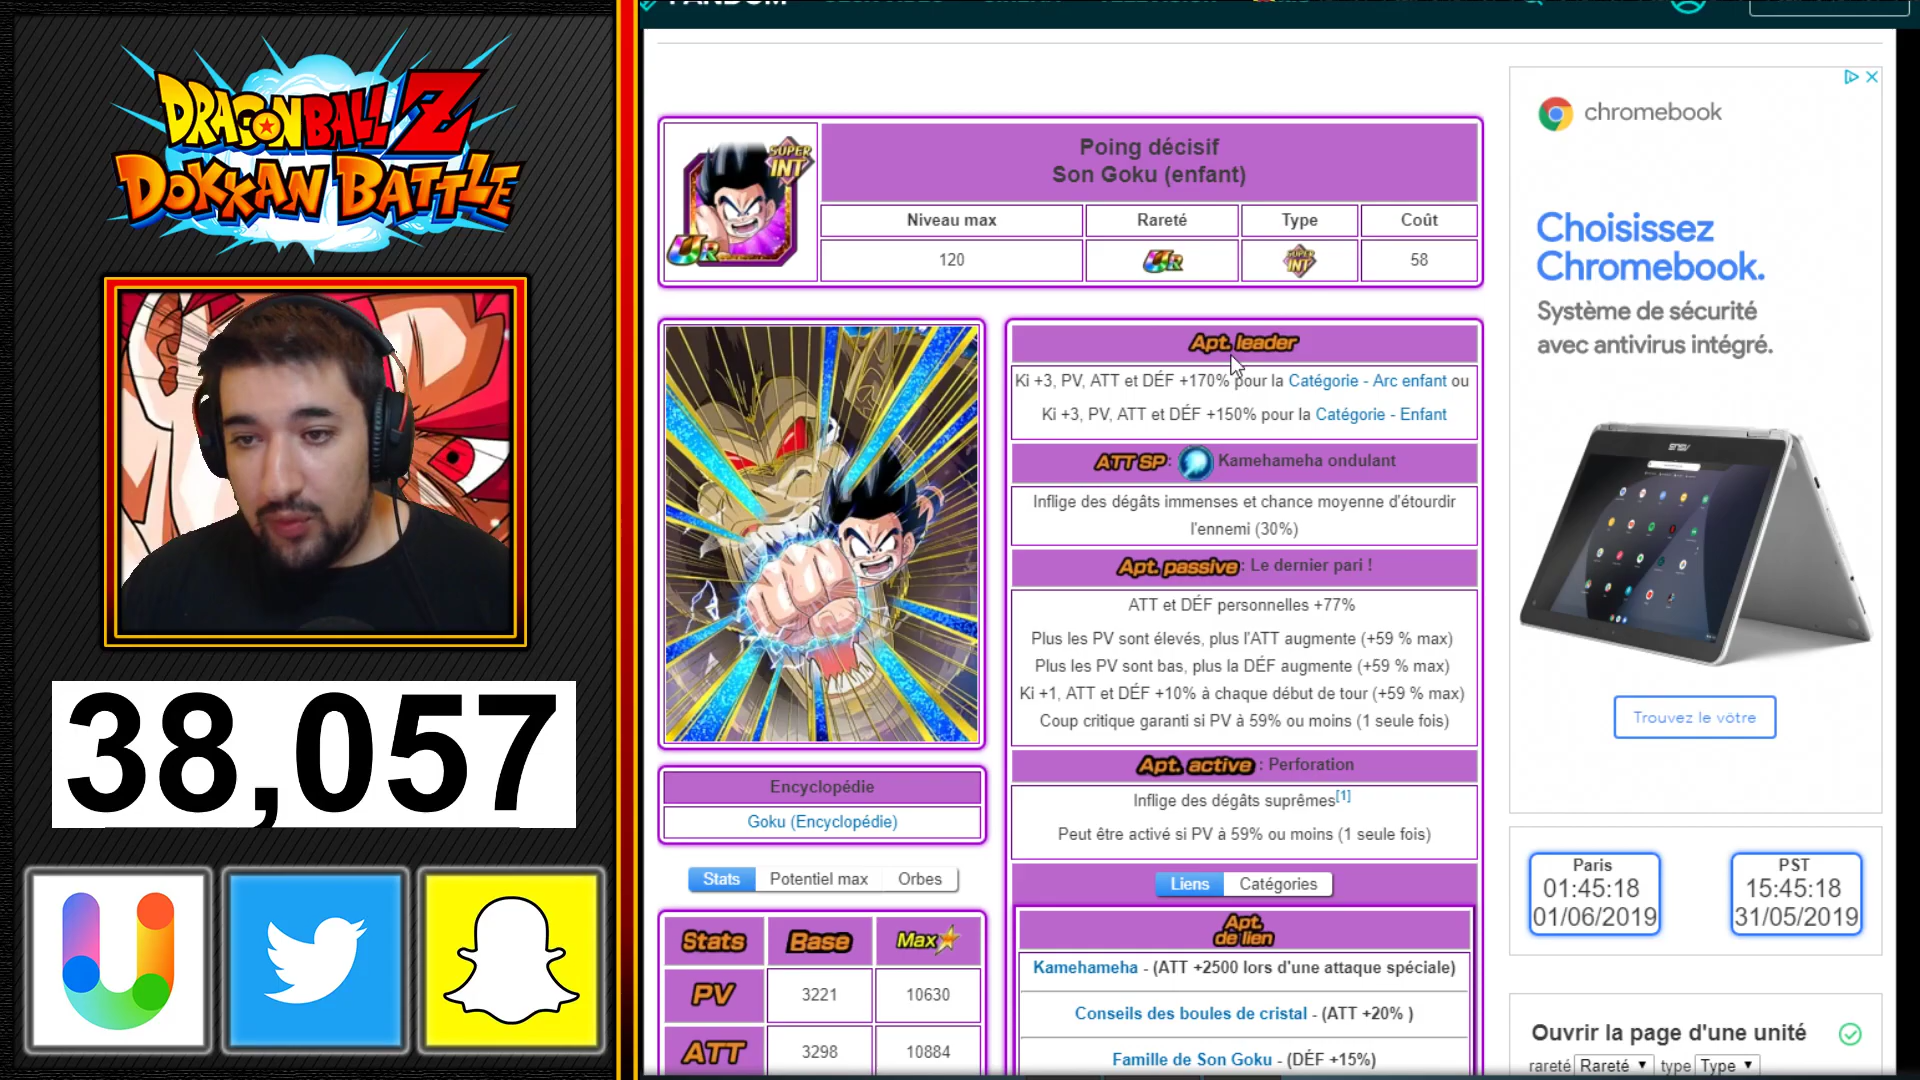 DRAGONBALL Z
DOKKAN BATTLE
38,057
SUPER
INT
UR
Poing décisif
Son Goku (enfant)
Niveau max
Rareté
Type
Coût
120
UR
SUPER
INT
58
Apt. leader
Ki +3, PV, ATT et DÉF +170% pour la Catégorie - Arc enfant ou
Ki +3, PV, ATT et DÉF +150% pour la Catégorie - Enfant
ATT SP: Kamehameha ondulant
Inflige des dégâts immenses et chance moyenne d'étourdir
l'ennemi (30%)
Apt. passive : Le dernier pari !
ATT et DÉF personnelles +77%
Plus les PV sont élevés, plus l'ATT augmente (+59 % max)
Plus les PV sont bas, plus la DÉF augmente (+59 % max)
Ki +1, ATT et DÉF +10% à chaque début de tour (+59 % max)
Coup critique garanti si PV à 59% ou moins (1 seule fois)
Apt. active : Perforation
Inflige des dégâts suprêmes[1]
Peut être activé si PV à 59% ou moins (1 seule fois)
Liens
Catégories
Apt.
de lien
Kamehameha - (ATT +2500 lors d'une attaque spéciale)
Conseils des boules de cristal - (ATT +20% )
Famille de Son Goku - (DÉF +15%)
Encyclopédie
Goku (Encyclopédie)
Stats
Potentiel max
Orbes
Stats
Base
Max
PV
3221
10630
ATT
3298
10884
chromebook
Choisissez
Chromebook.
Système de sécurité
avec antivirus intégré.
ASUS
Trouvez le vôtre
Paris
01:45:18
01/06/2019
PST
15:45:18
31/05/2019
Ouvrir la page d'une unité
rareté Rareté type Type